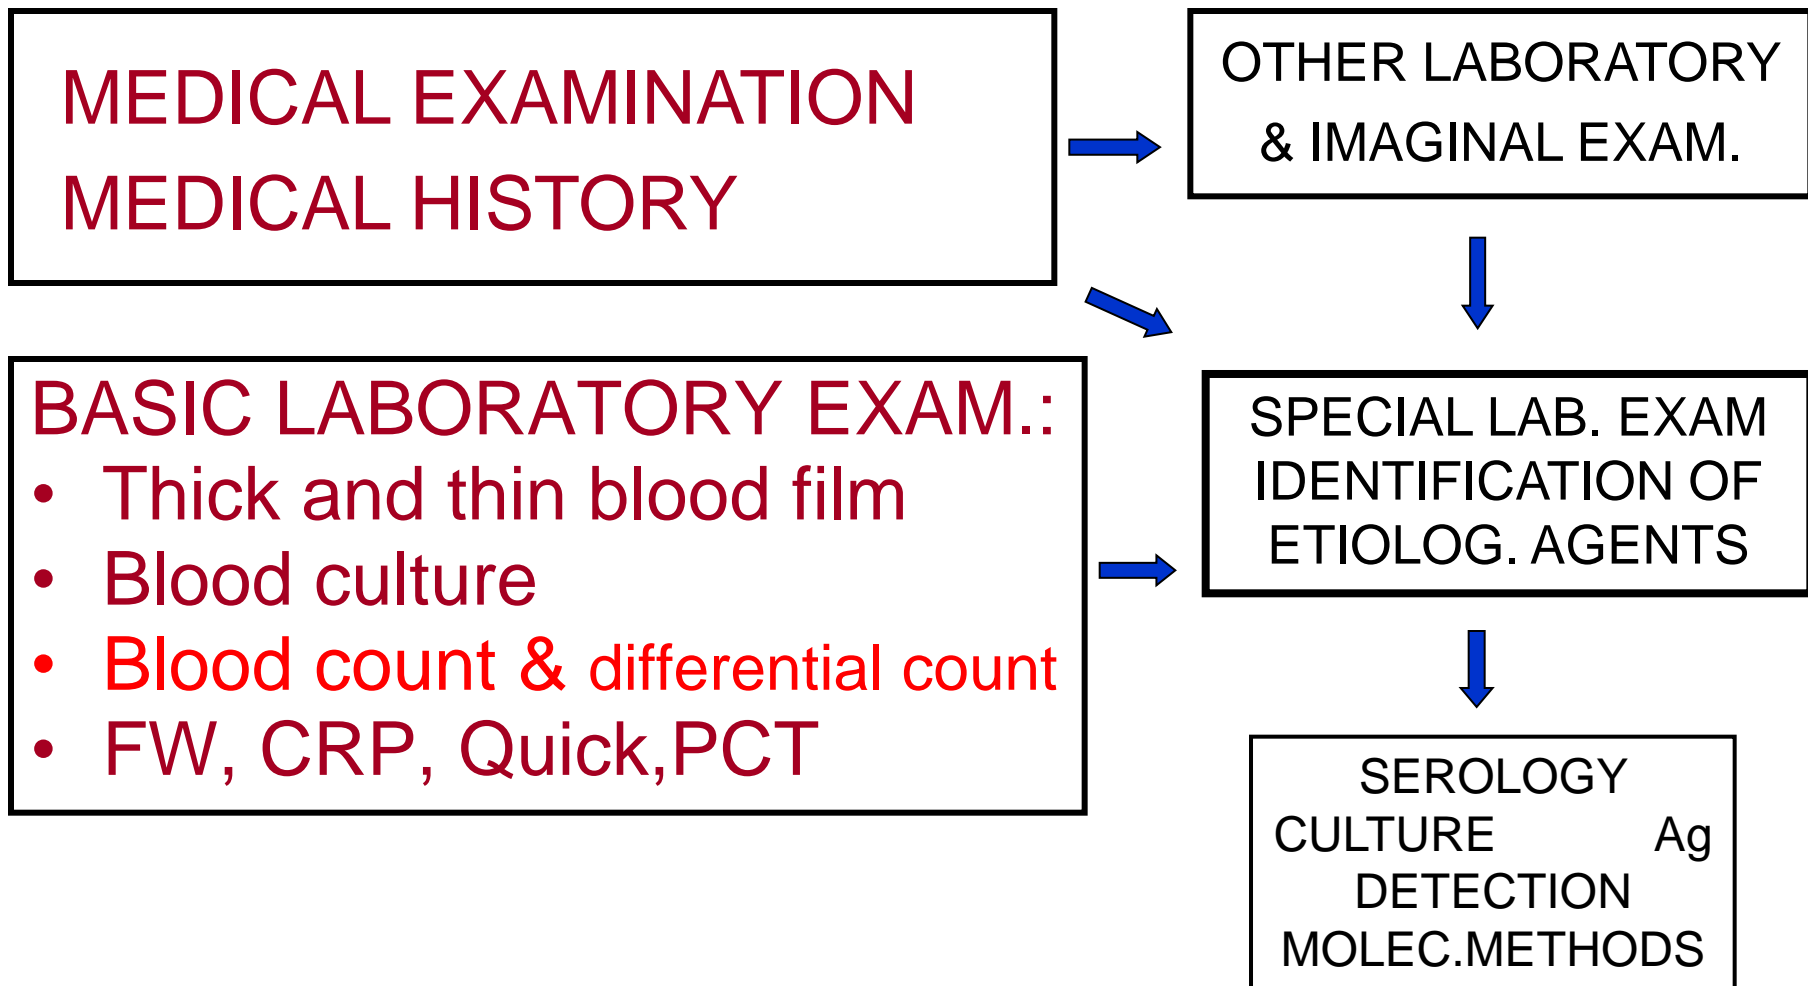 MEDICAL EXAMINATION
MEDICAL HISTORY
OTHER LABORATORY
& IMAGINAL EXAM.
BASIC LABORATORY EXAM.:
• Thick and thin blood film
• Blood culture
• Blood count & differential count
• FW, CRP, Quick,PCT
SPECIAL LAB. EXAM
IDENTIFICATION OF
ETIOLOG. AGENTS
SEROLOGY
CULTURE Ag
DETECTION
MOLEC.METHODS